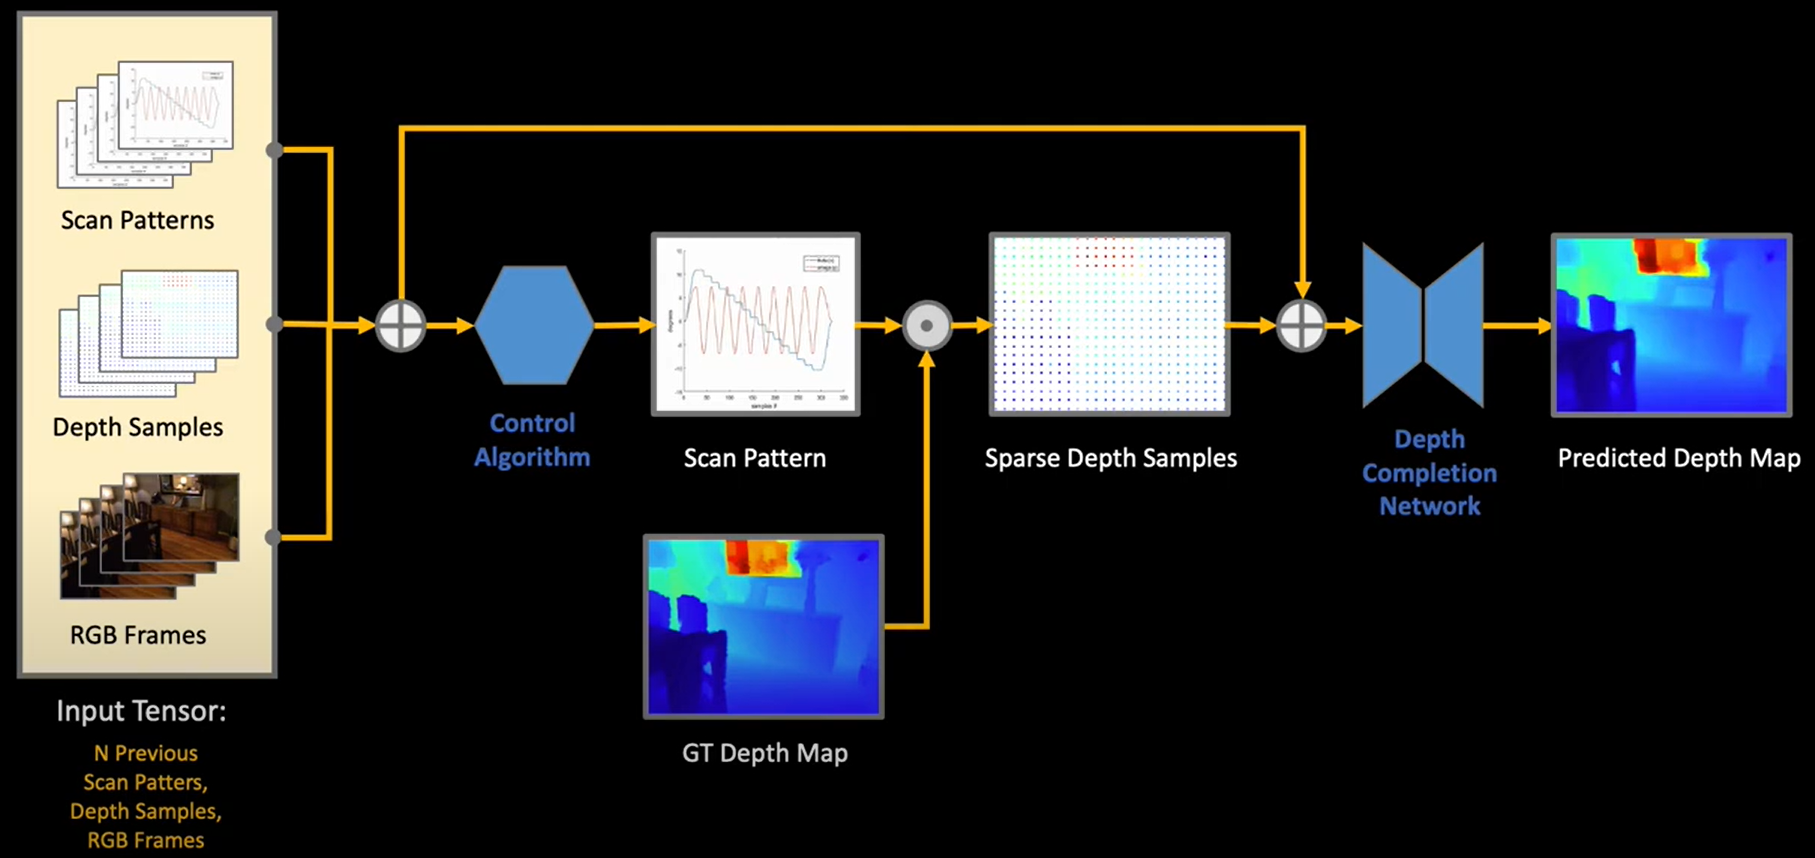 Scan Patterns
Depth Samples
RGB Frames
Input Tensor:
N Previous
Scan Patters,
Depth Samples,
RGB Frames
Control
Algorithm
Scan Pattern
GT Depth Map
Sparse Depth Samples
Depth
Completion
Network
Predicted Depth Map